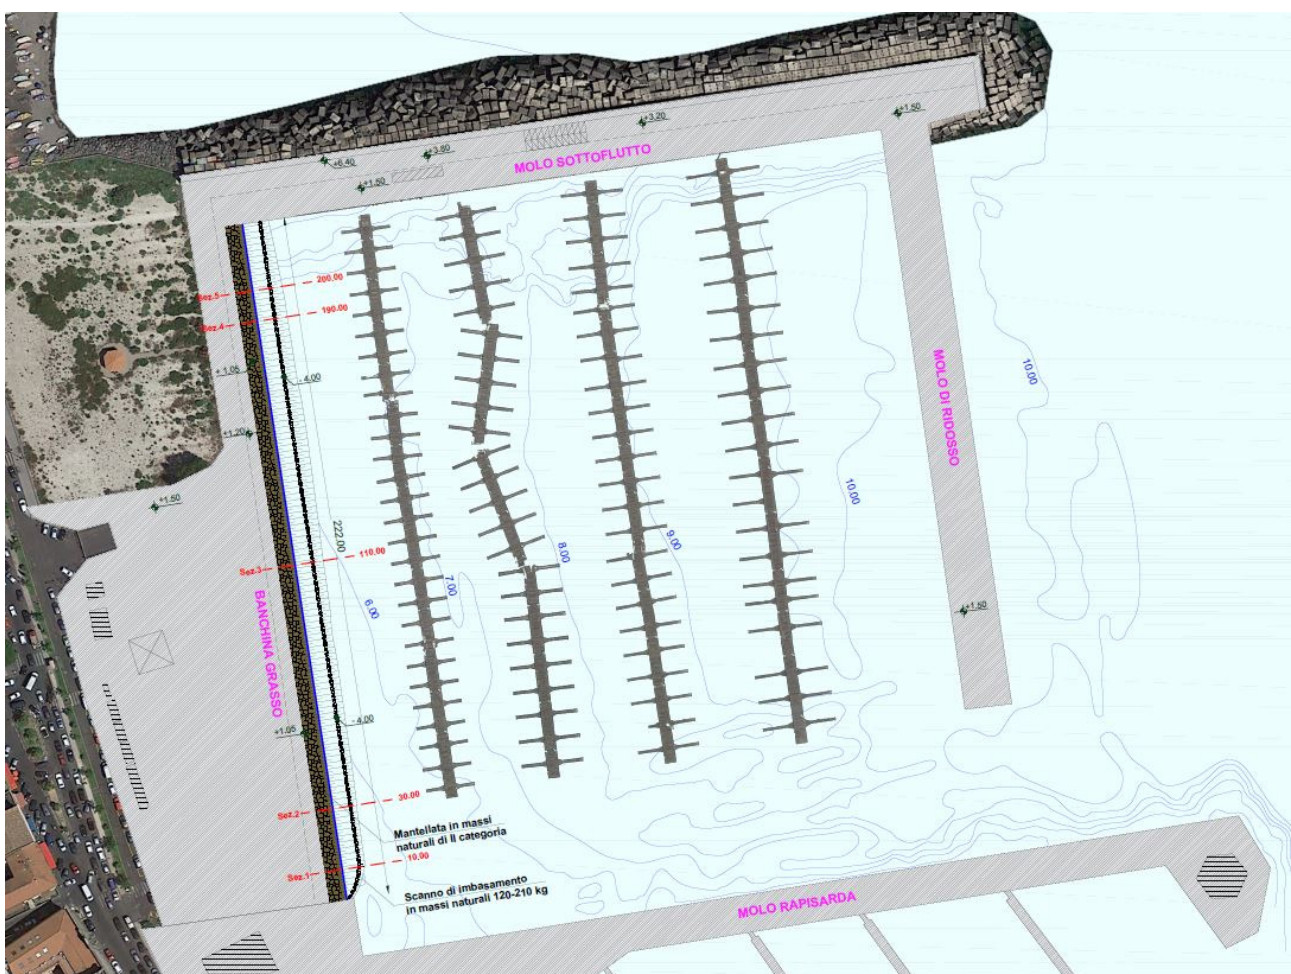 +1.50
+3.20
+3.60
+6.40
MOLO SOTTOFLUTTO
+1.50
200.00
Sez.5
190.00
Sez.4
+1.05
-4.00
MOLO DI RIDOSSO
10.00
+1.20
10.00
+1.50
222.00
9.00
8.00
110.00
Sez.3
7.00
6.00
BANCHINA GRASSO
+1.50
-4.00
+1.05
30.00
Sez.2
Mantellata in massi
naturali di II categoria
10.00
Sez.1
Scanno di imbasamento
in massi naturali 120-210 kg
MOLO RAPISARDA